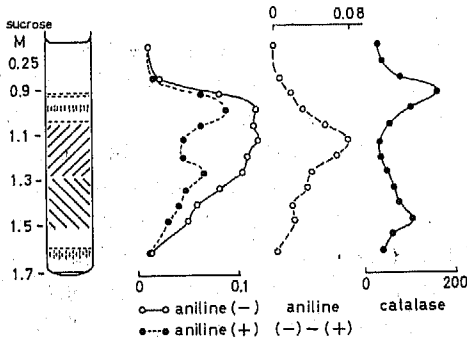 sucrose
M
0 0.08
0.25
0.9
1.1
1.3
1.5
1.7
0 0.1 0 200
aniline (-) aniline catalase
aniline (+) (-) - (+)